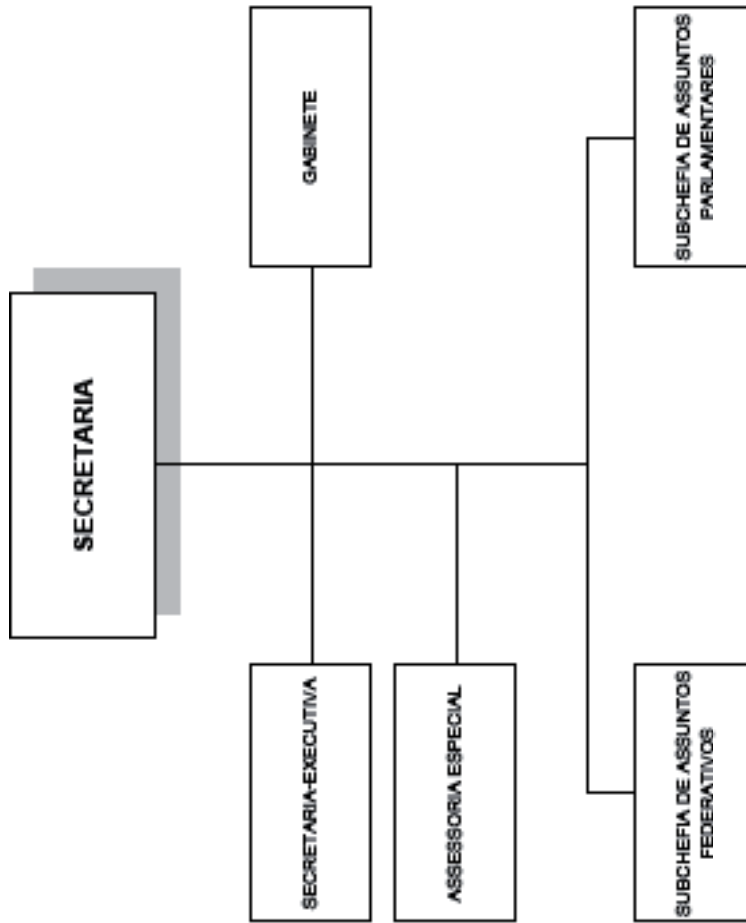 SECRETARIA
SECRETARIA-EXECUTIVA
GABINETE
ASSESSORIA ESPECIAL
SUBCHEFIA DE ASSUNTOS
FEDERATIVOS
SUBCHEFIA DE ASSUNTOS
PARLAMENTARES